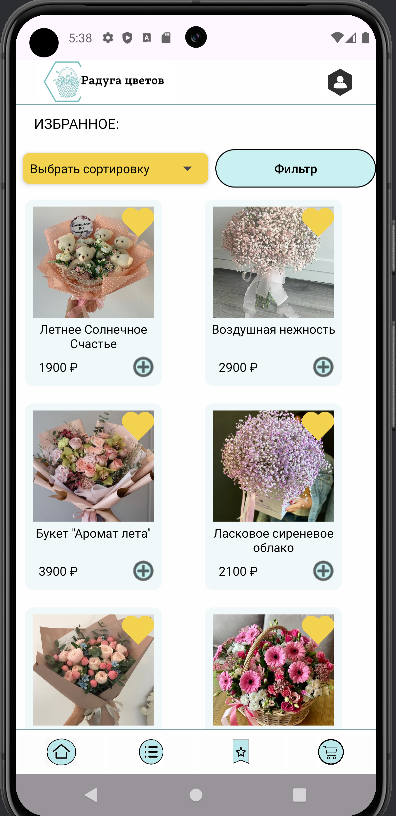 5:38
Радуга цветов
ИЗБРАННОЕ:
Выбрать сортировку
Фильтр
Летнее Солнечное
Счастье
1900 ₽
Воздушная нежность
2900 ₽
Букет "Аромат лета"
3900 ₽
Ласковое сиреневое
облако
2100 ₽